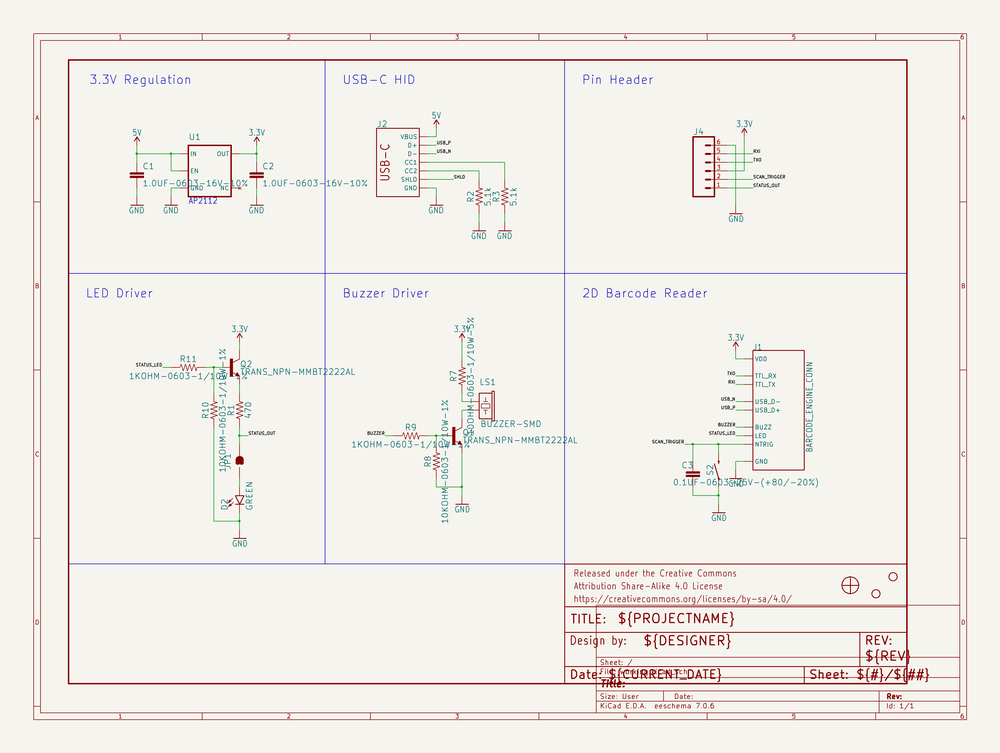 1 2 3 4 5 6
A
B
C
D
3.3V Regulation
5V
3.3V
U1
IN
OUT
EN
GND
NC
AP2112
C1
1.0UF-0603-16V-10%
C2
1.0UF-0603-16V-10%
GND
GND
GND
USB-C HID
J2
USB-C
VBUS
D+
D-
CC1
CC2
SHLD
GND
5V
USB_P
USB_N
SHLD
R2
5.1k
R3
5.1k
GND
GND
GND
Pin Header
J4
3.3V
6
5
4
3
2
1
RXI
TXO
SCAN_TRIGGER
STATUS_OUT
GND
LED Driver
3.3V
STATUS_LED
R11
1KOHM-0603-1/10W-1%
Q2
TRANS_NPN-MMBT2222AL
R10
10KOHM-0603-1/10W-1%
R1
470
STATUS_OUT
JP1
D2
GREEN
GND
Buzzer Driver
3.3V
R7
LS1
BUZZER-SMD
BUZZER
R9
1KOHM-0603-1/10W-1%
Q1
TRANS_NPN-MMBT2222AL
R8
10KOHM-0603-1/10W-1%
GND
2D Barcode Reader
3.3V
J1
BARCODE_ENGINE_CONN
VDD
TTL_RX
TTL_TX
USB_D-
USB_D+
BUZZ
LED
NTRIG
GND
TXO
RXI
USB_N
USB_P
BUZZER
STATUS_LED
SCAN_TRIGGER
C3
0.1UF-0603-25V-(+80/-20%)
S2
GND
GND
Released under the Creative Commons
Attribution Share-Alike 4.0 License
https://creativecommons.org/licenses/by-sa/4.0/
TITLE: ${PROJECTNAME}
Design by: ${DESIGNER}
REV:
${REV}
Sheet: /
File:
Date: ${CURRENT_DATE}
Sheet: ${#}/${##}
Title:
Size: User Date: Rev:
KiCad E.D.A. eeschema 7.0.6 Id: 1/1
1 2 3 4 5 6
A
B
C
D